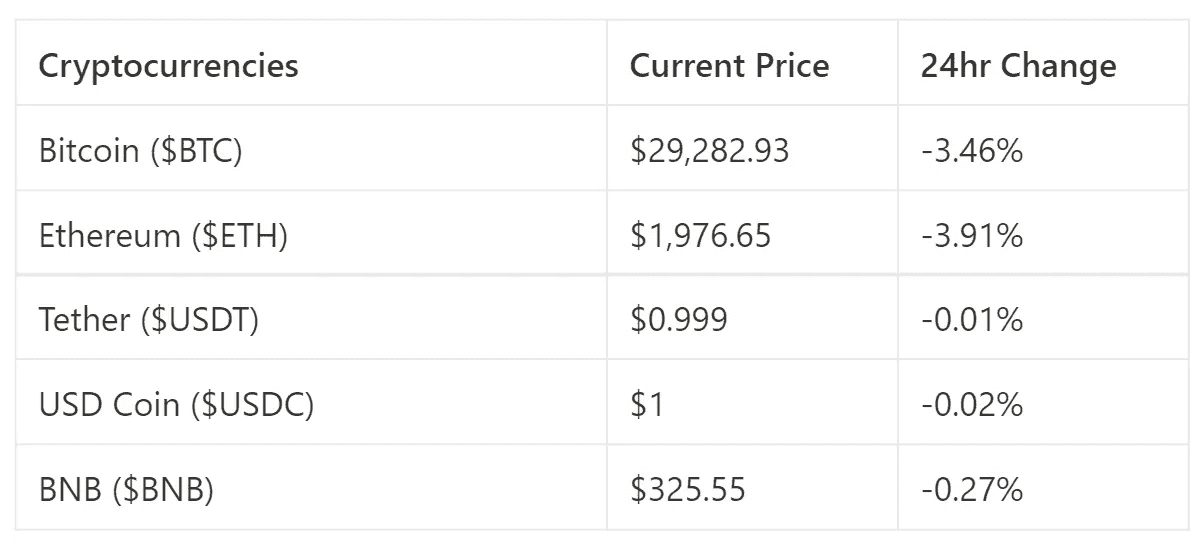 Cryptocurrencies Current Price 24hr Change
Bitcoin ($BTC) $29,282.93 -3.46%
Ethereum ($ETH) $1,976.65 -3.91%
Tether ($USDT) $0.999 -0.01%
USD Coin ($USDC) $1 -0.02%
BNB ($BNB) $325.55 -0.27%